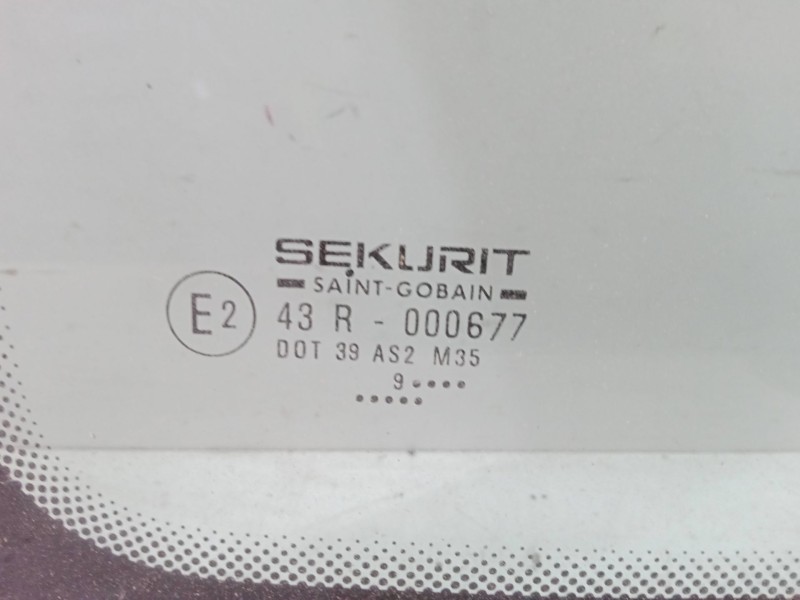 SEKURIT
SAINT-GOBAIN
E2
43 R - 000677
DOT 39 AS2 M35
9.....
.....